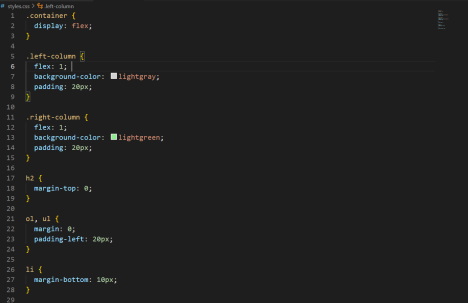 styles.css > left-column
1 .container {
2   display: flex;
3 }
4
5 .left-column {
6   flex: 1;
7   background-color: lightgray;
8   padding: 20px;
9 }
10
11 .right-column {
12   flex: 1;
13   background-color: lightgreen;
14   padding: 20px;
15 }
16
17 h2 {
18   margin-top: 0;
19 }
20
21 ol, ul {
22   margin: 0;
23   padding-left: 20px;
24 }
25
26 li {
27   margin-bottom: 10px;
28 }
29